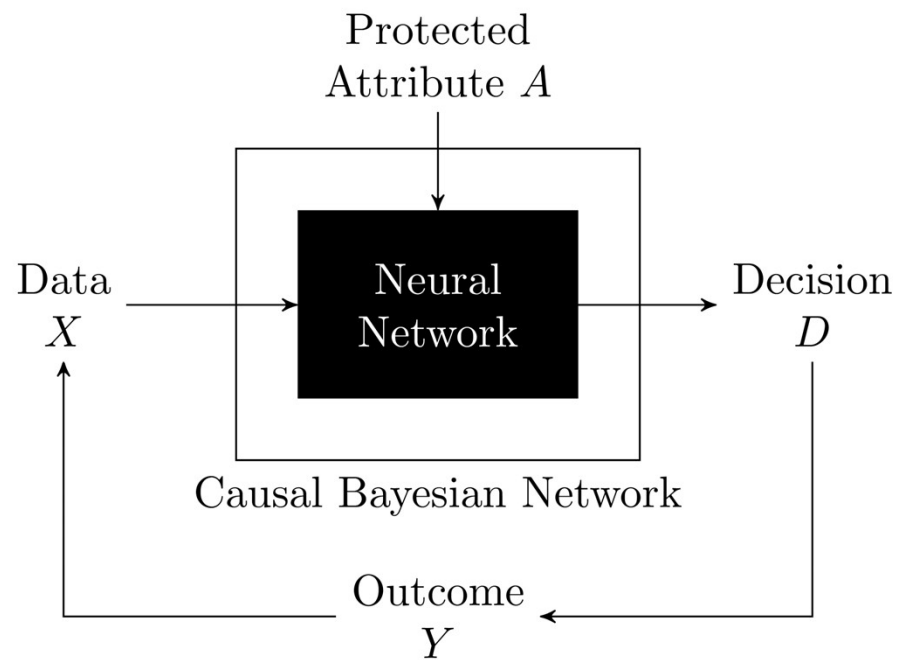 Protected
Attribute A
Data
X
Neural
Network
Decision
D
Causal Bayesian Network
Outcome
Y